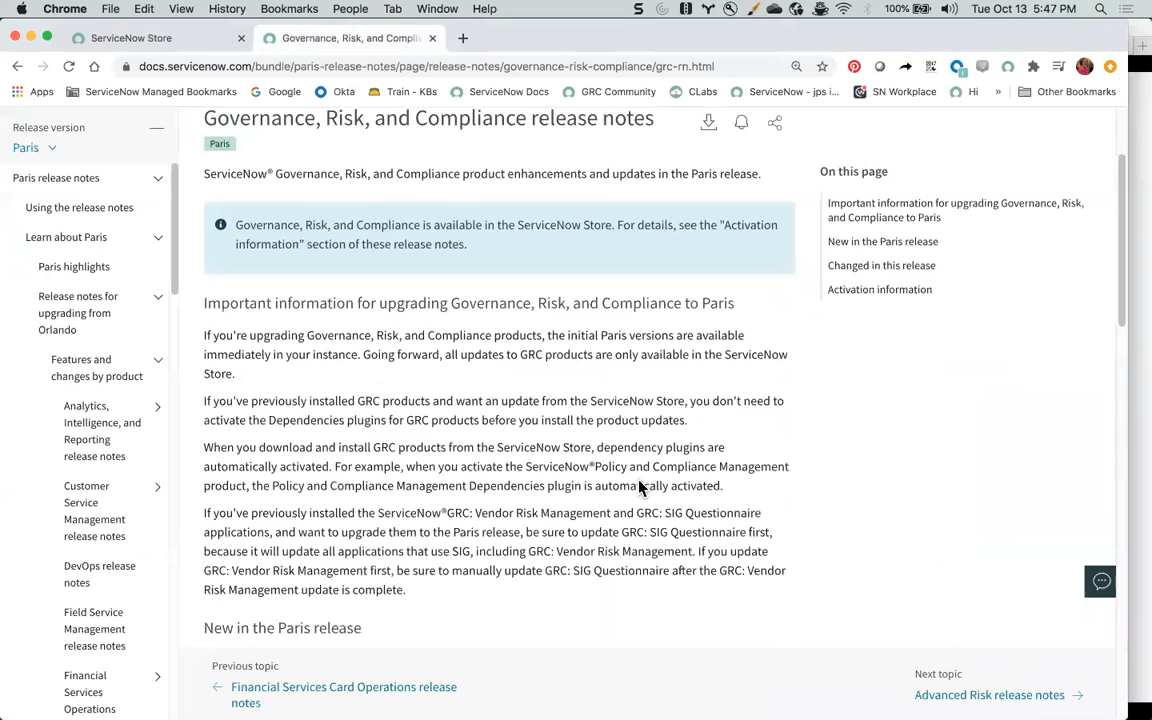 Chrome File Edit View History Bookmarks People Tab Window Help 100% Tue Oct 13 5:47 PM
ServiceNow Store × Governance, Risk, and Compli × +
docs.servicenow.com/bundle/paris-release-notes/page/release-notes/governance-risk-compliance/grc-rn.html
Apps ServiceNow Managed Bookmarks Google Okta Train - KBs ServiceNow Docs GRC Community CLabs ServiceNow - jps i... SN Workplace Hi » Other Bookmarks
Release version
Paris
Paris release notes
Using the release notes
Learn about Paris
Paris highlights
Release notes for
upgrading from
Orlando
Features and
changes by product
Analytics,
Intelligence, and
Reporting
release notes
Customer
Service
Management
release notes
DevOps release
notes
Field Service
Management
release notes
Financial
Services
Operations
Governance, Risk, and Compliance release notes
Paris
ServiceNow® Governance, Risk, and Compliance product enhancements and updates in the Paris release.
Governance, Risk, and Compliance is available in the ServiceNow Store. For details, see the "Activation
information" section of these release notes.
Important information for upgrading Governance, Risk, and Compliance to Paris
If you're upgrading Governance, Risk, and Compliance products, the initial Paris versions are available
immediately in your instance. Going forward, all updates to GRC products are only available in the ServiceNow
Store.
If you've previously installed GRC products and want an update from the ServiceNow Store, you don't need to
activate the Dependencies plugins for GRC products before you install the product updates.
When you download and install GRC products from the ServiceNow Store, dependency plugins are
automatically activated. For example, when you activate the ServiceNow®Policy and Compliance Management
product, the Policy and Compliance Management Dependencies plugin is automatically activated.
If you've previously installed the ServiceNow®GRC: Vendor Risk Management and GRC: SIG Questionnaire
applications, and want to upgrade them to the Paris release, be sure to update GRC: SIG Questionnaire first,
because it will update all applications that use SIG, including GRC: Vendor Risk Management. If you update
GRC: Vendor Risk Management first, be sure to manually update GRC: SIG Questionnaire after the GRC: Vendor
Risk Management update is complete.
New in the Paris release
On this page
Important information for upgrading Governance, Risk,
and Compliance to Paris
New in the Paris release
Changed in this release
Activation information
Previous topic
Financial Services Card Operations release
notes
Next topic
Advanced Risk release notes